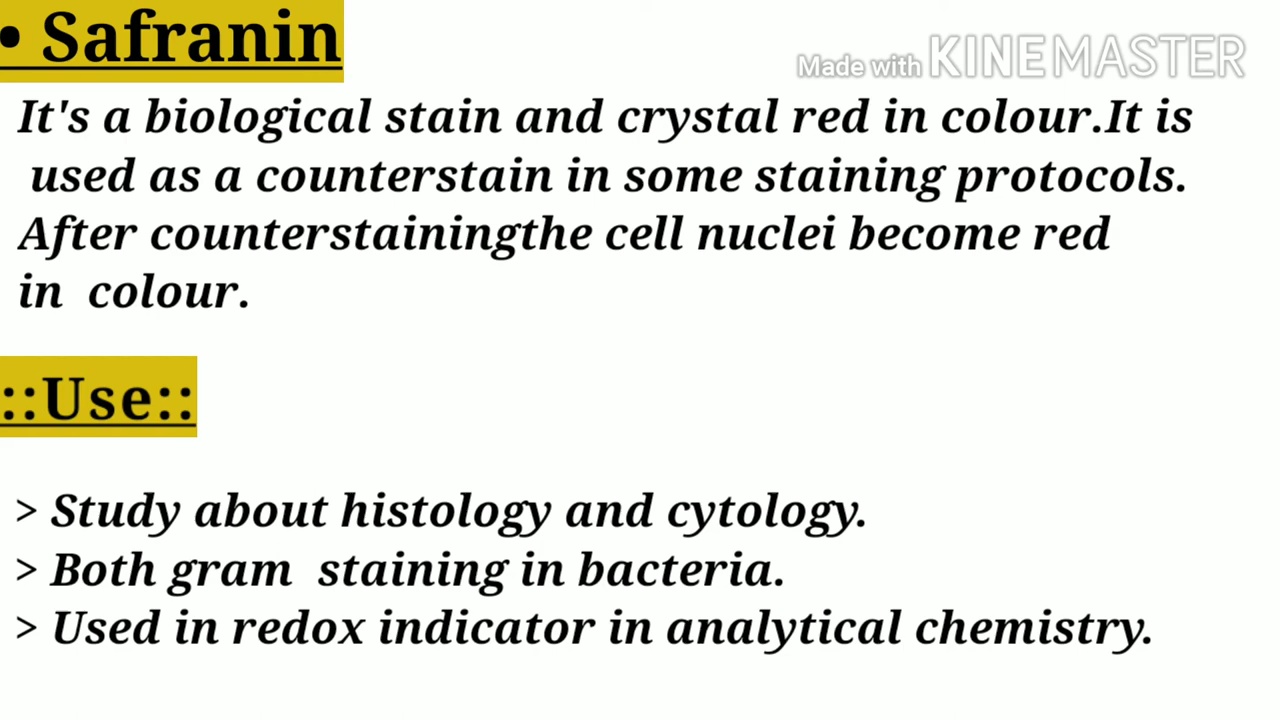 • Safranin
Made with KINEMASTER
It's a biological stain and crystal red in colour.It is
used as a counterstain in some staining protocols.
After counterstainingthe cell nuclei become red
in  colour.
::Use::
> Study about histology and cytology.
> Both gram  staining in bacteria.
> Used in redox indicator in analytical chemistry.